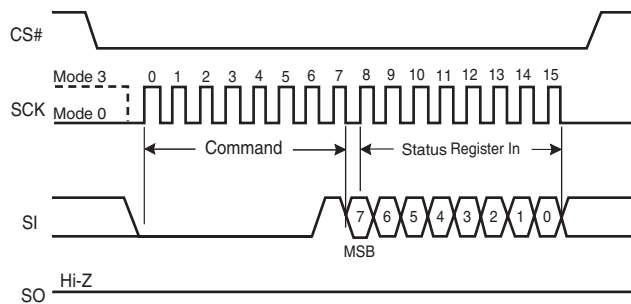 CS#
Mode 3
0 1 2 3 4 5 6 7 8 9 10 11 12 13 14 15
SCK
Mode 0
Command
Status Register In
SI
7 6 5 4 3 2 1 0
MSB
Hi-Z
SO